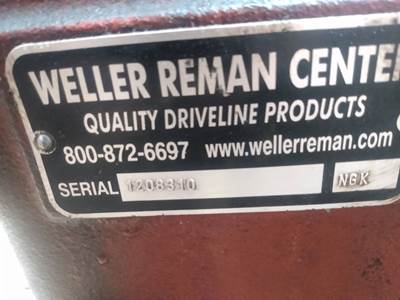 WELLER REMAN CENTE
QUALITY DRIVELINE PRODUCTS
800-872-6697 www.wellerreman.com
SERIAL 1208310 NGK